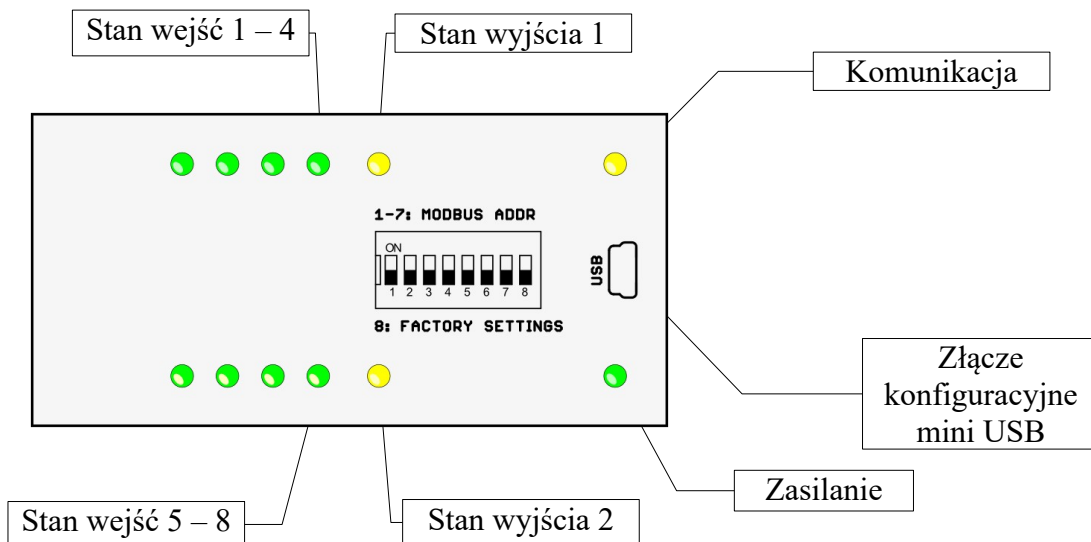 Stan wejść 1 – 4
Stan wyjścia 1
Komunikacja
1-7: MODBUS ADDR
ON
1 2 3 4 5 6 7 8
USB
8: FACTORY SETTINGS
Złącze
konfiguracyjne
mini USB
Zasilanie
Stan wejść 5 – 8
Stan wyjścia 2